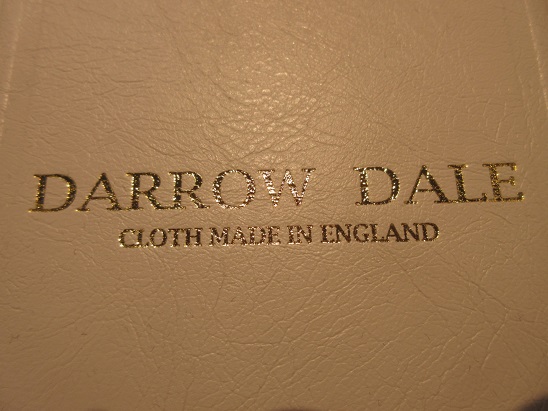 DARROW DALE
CLOTH MADE IN ENGLAND